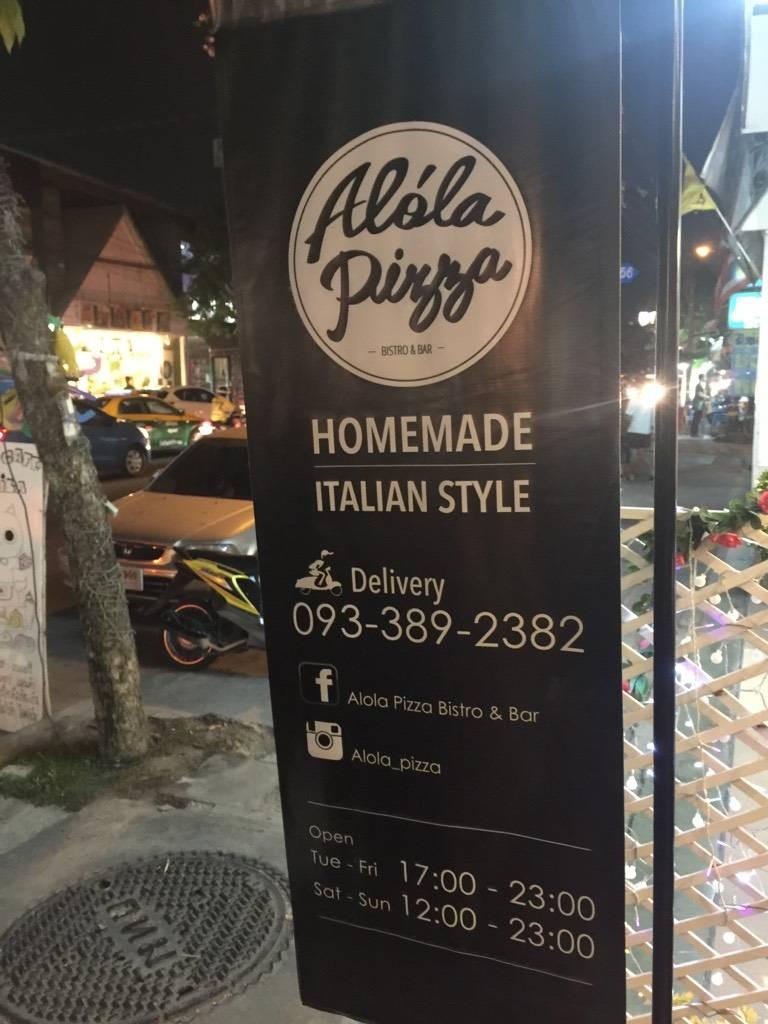 Alóla
Pizza
BISTRO & BAR
HOMEMADE
ITALIAN STYLE
Delivery
093-389-2382
Alola Pizza Bistro & Bar
Alola_pizza
Open
Tue - Fri 17:00 - 23:00
Sat - Sun 12:00 - 23:00
56